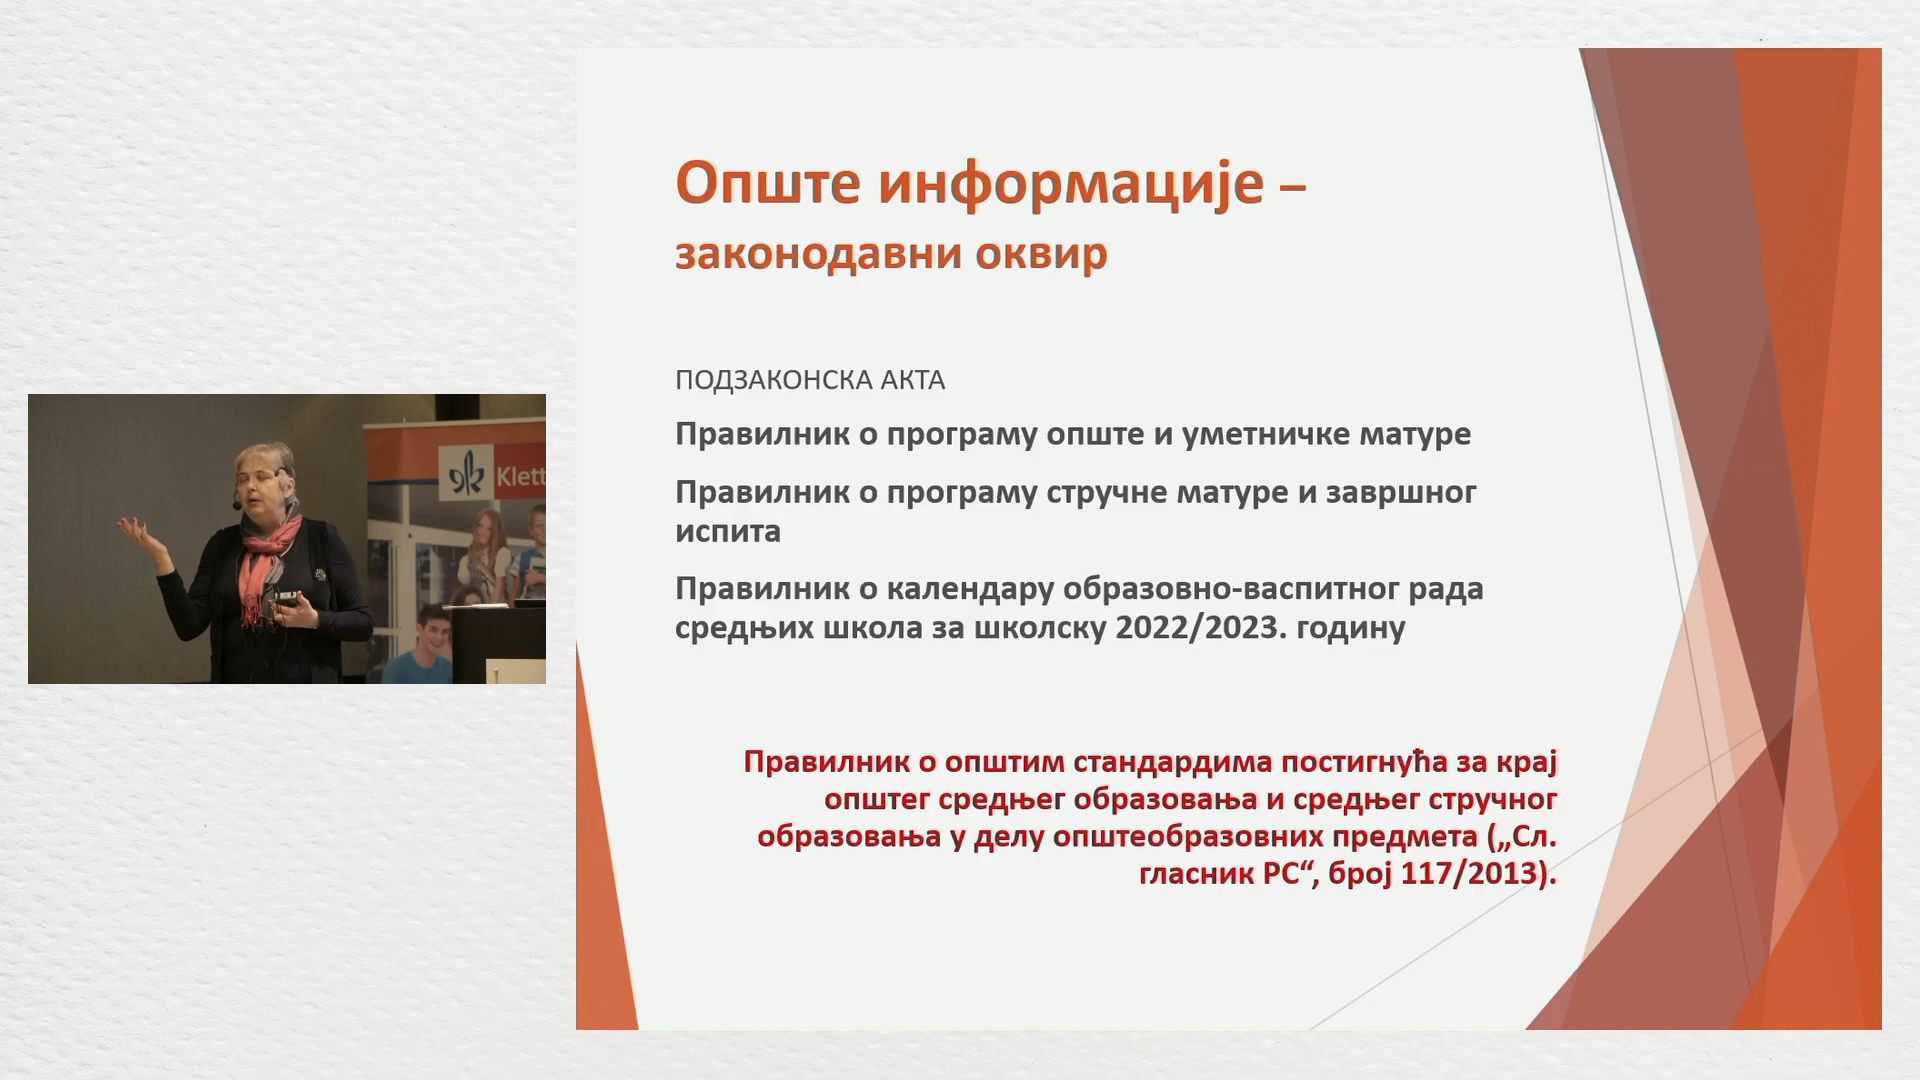 Опште информације –
законодавни оквир
ПОДЗАКОНСКА АКТА
Правилник о програму опште и уметничке матуре
Правилник о програму стручне матуре и завршног
испита
Правилник о календару образовно-васпитног рада
средњих школа за школску 2022/2023. годину
Правилник о општим стандардима постигнућа за крај
општег средњег образовања и средњег стручног
образовања у делу општеобразовних предмета („Сл.
гласник РС“, број 117/2013).
Klett